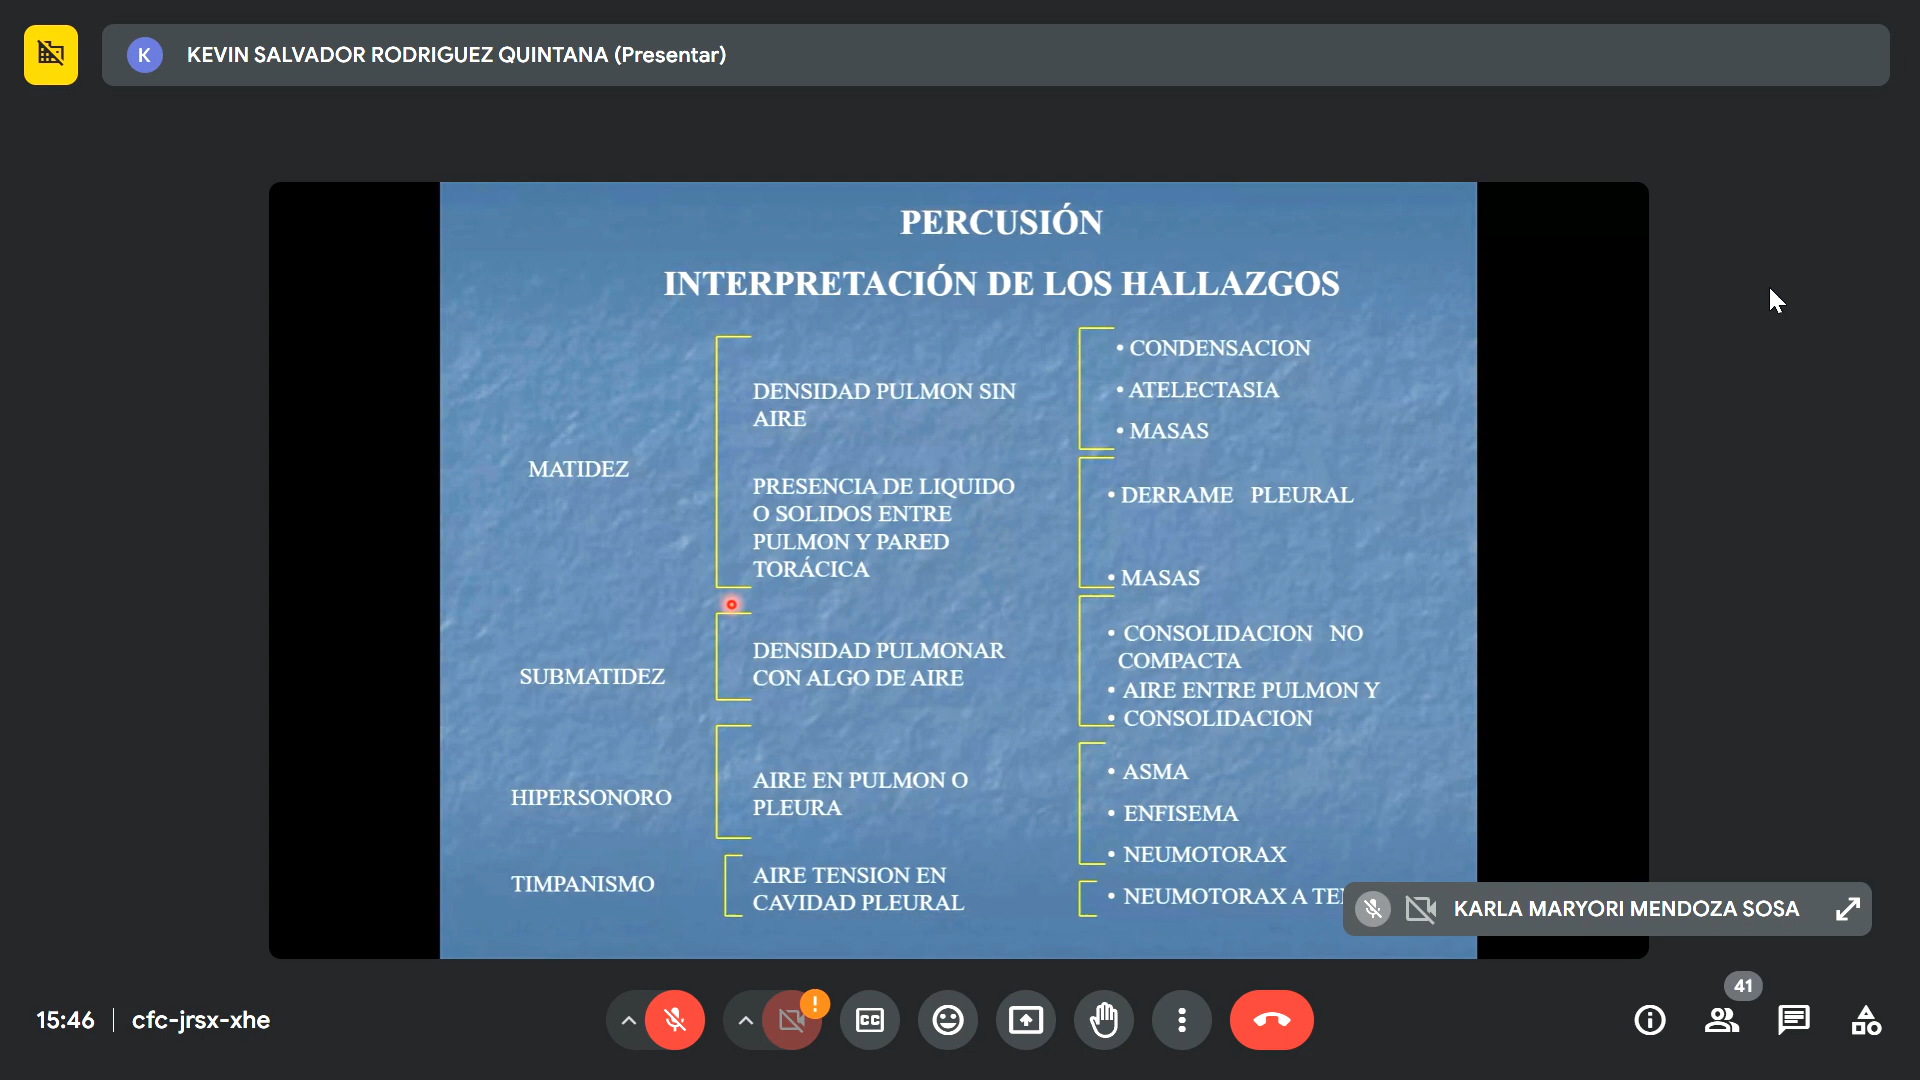 K
KEVIN SALVADOR RODRIGUEZ QUINTANA (Presentar)
PERCUSIÓN
INTERPRETACIÓN DE LOS HALLAZGOS
MATIDEZ
DENSIDAD PULMON SIN
AIRE
• CONDENSACION
• ATELECTASIA
• MASAS
PRESENCIA DE LIQUIDO
O SOLIDOS ENTRE
PULMON Y PARED
TORÁCICA
• DERRAME PLEURAL
• MASAS
SUBMATIDEZ
DENSIDAD PULMONAR
CON ALGO DE AIRE
• CONSOLIDACION NO
COMPACTA
• AIRE ENTRE PULMON Y
• CONSOLIDACION
HIPERSONORO
AIRE EN PULMON O
PLEURA
• ASMA
• ENFISEMA
• NEUMOTORAX
TIMPANISMO
AIRE TENSION EN
CAVIDAD PLEURAL
• NEUMOTORAX A
KARLA MARYORI MENDOZA SOSA
15:46
cfc-jrsx-xhe
CC
41